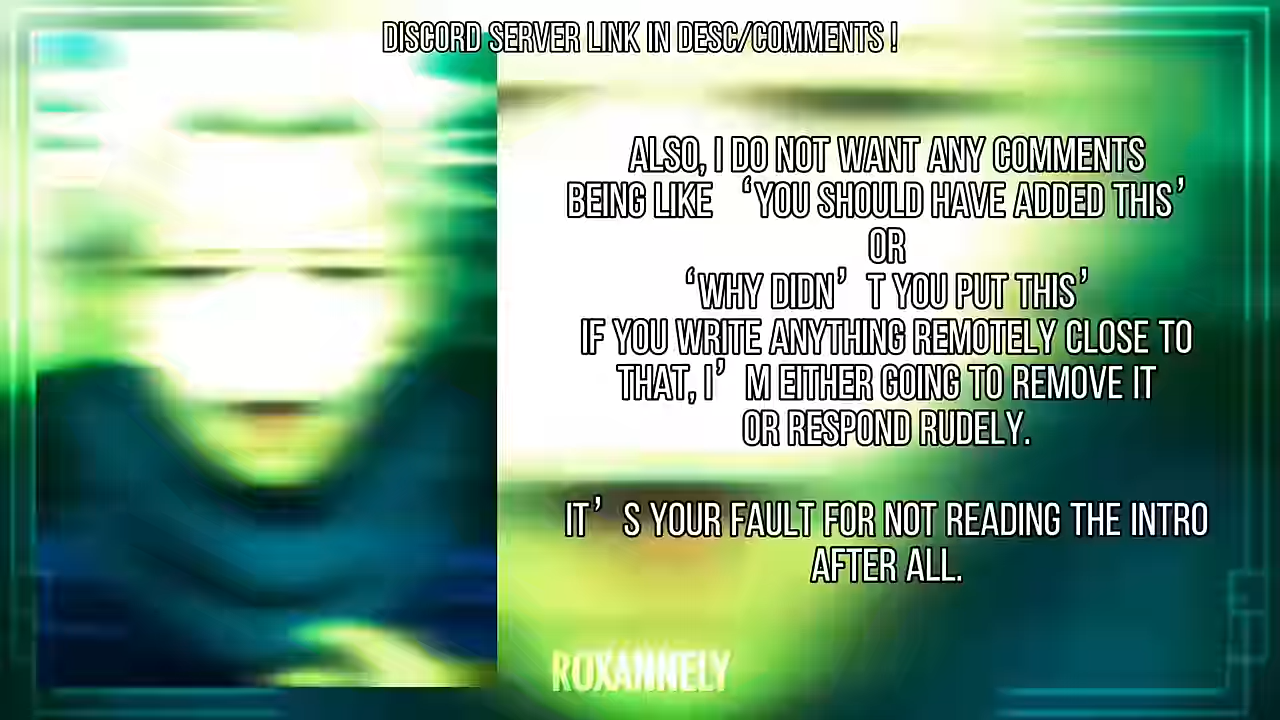 DISCORD SERVER LINK IN DESC/COMMENTS !
ALSO, I DO NOT WANT ANY COMMENTS
BEING LIKE ‘YOU SHOULD HAVE ADDED THIS’
OR
‘WHY DIDN’T YOU PUT THIS’
IF YOU WRITE ANYTHING REMOTELY CLOSE TO
THAT, I’M EITHER GOING TO REMOVE IT
OR RESPOND RUDELY.
IT’S YOUR FAULT FOR NOT READING THE INTRO
AFTER ALL.
ROXANNELY